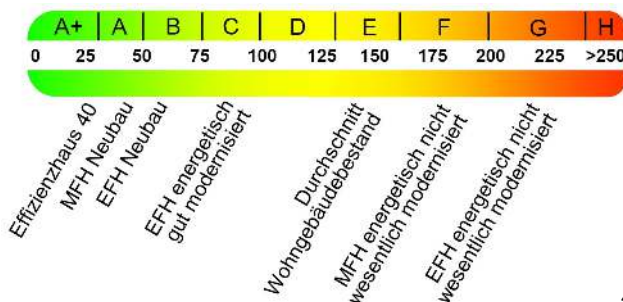 A+ A B C D E F G H
0 25 50 75 100 125 150 175 200 225 >250
Effizienzhaus 40
MFH Neubau
EFH Neubau
EFH energetisch
gut modernisiert
Durchschnitt
Wohngebäudebestand
MFH energetisch nicht
wesentlich modernisiert
EFH energetisch nicht
wesentlich modernisiert